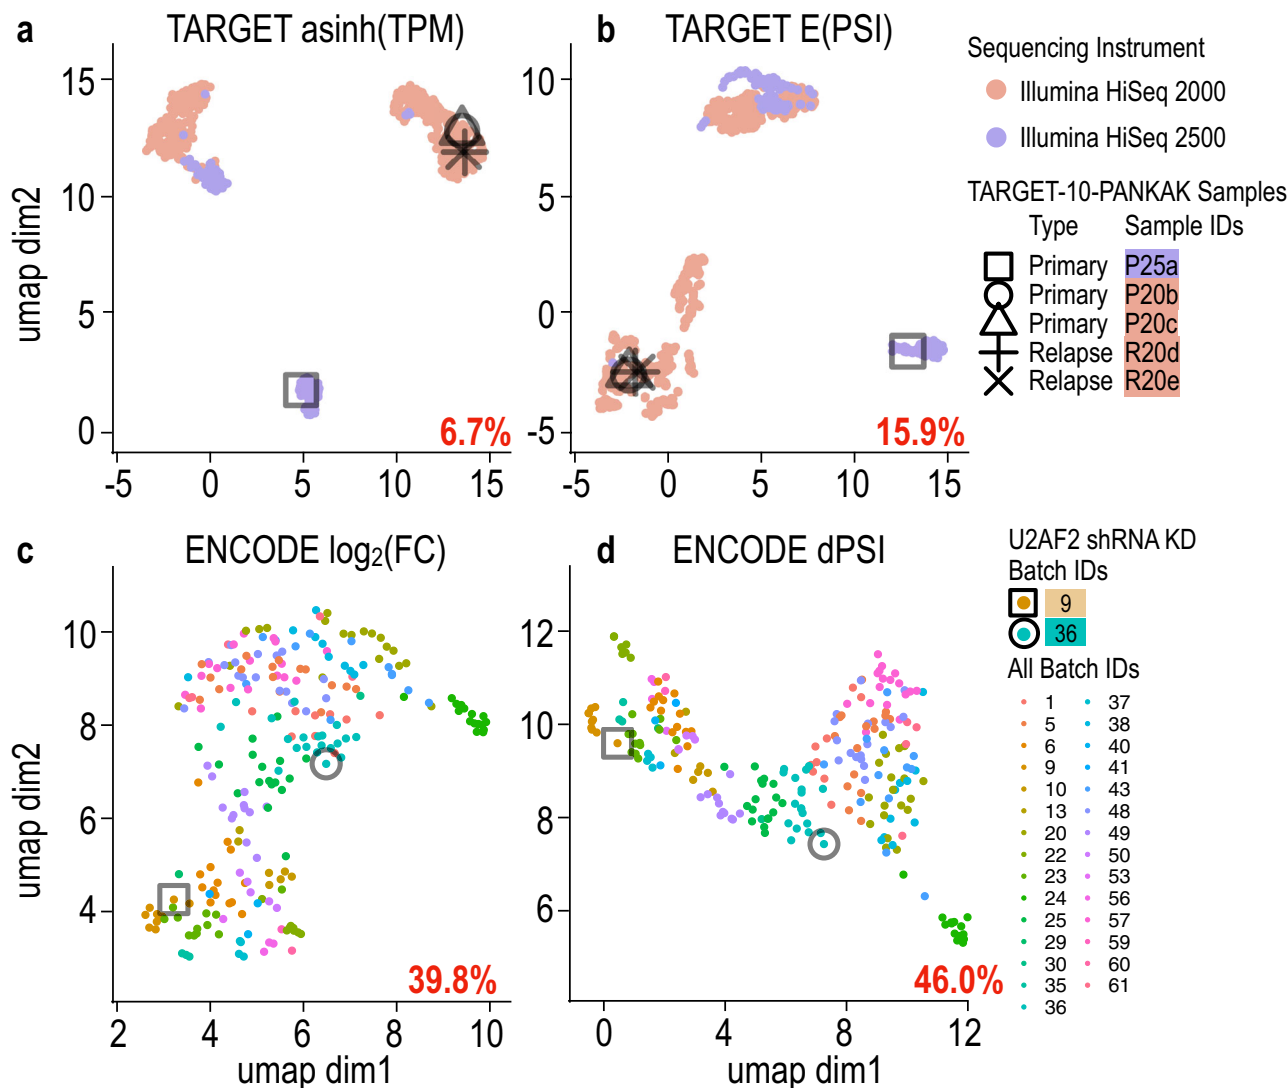 a TARGET asinh(TPM)
15
10
5
0
-5 0 5 10 15
umap dim2
6.7%
b TARGET E(PSI)
10
5
0
-5
-5 0 5 10 15
15.9%
Sequencing Instrument
Illumina HiSeq 2000
Illumina HiSeq 2500
TARGET-10-PANKAK Samples
Type Sample IDs
Primary P25a
Primary P20b
Primary P20c
Relapse R20d
Relapse R20e
c ENCODE log2(FC)
10
8
6
4
2 4 6 8 10
umap dim2
umap dim1
39.8%
d ENCODE dPSI
12
10
8
6
0 4 8 12
umap dim1
46.0%
U2AF2 shRNA KD
Batch IDs
9
36
All Batch IDs
1 37
5 38
6 40
9 41
10 43
13 48
20 49
22 50
23 53
24 56
25 57
29 59
30 60
35 61
36